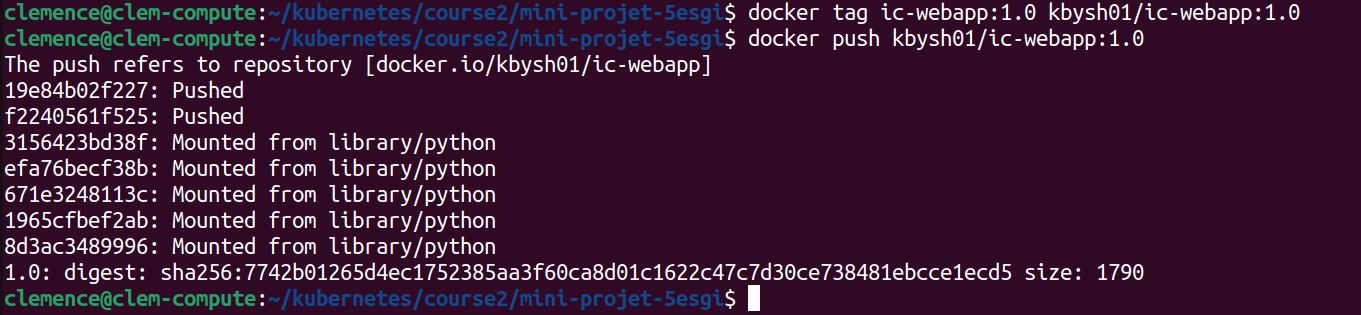 clemence@clem-compute:~/kubernetes/course2/mini-projet-5esgi$ docker tag ic-webapp:1.0 kbysh01/ic-webapp:1.0
clemence@clem-compute:~/kubernetes/course2/mini-projet-5esgi$ docker push kbysh01/ic-webapp:1.0
The push refers to repository [docker.io/kbysh01/ic-webapp]
19e84b02f227: Pushed
f2240561f525: Pushed
3156423bd38f: Mounted from library/python
efa76becf38b: Mounted from library/python
671e3248113c: Mounted from library/python
1965cfbef2ab: Mounted from library/python
8d3ac3489996: Mounted from library/python
1.0: digest: sha256:7742b01265d4ec1752385aa3f60ca8d01c1622c47c7d30ce738481ebcce1ecd5 size: 1790
clemence@clem-compute:~/kubernetes/course2/mini-projet-5esgi$